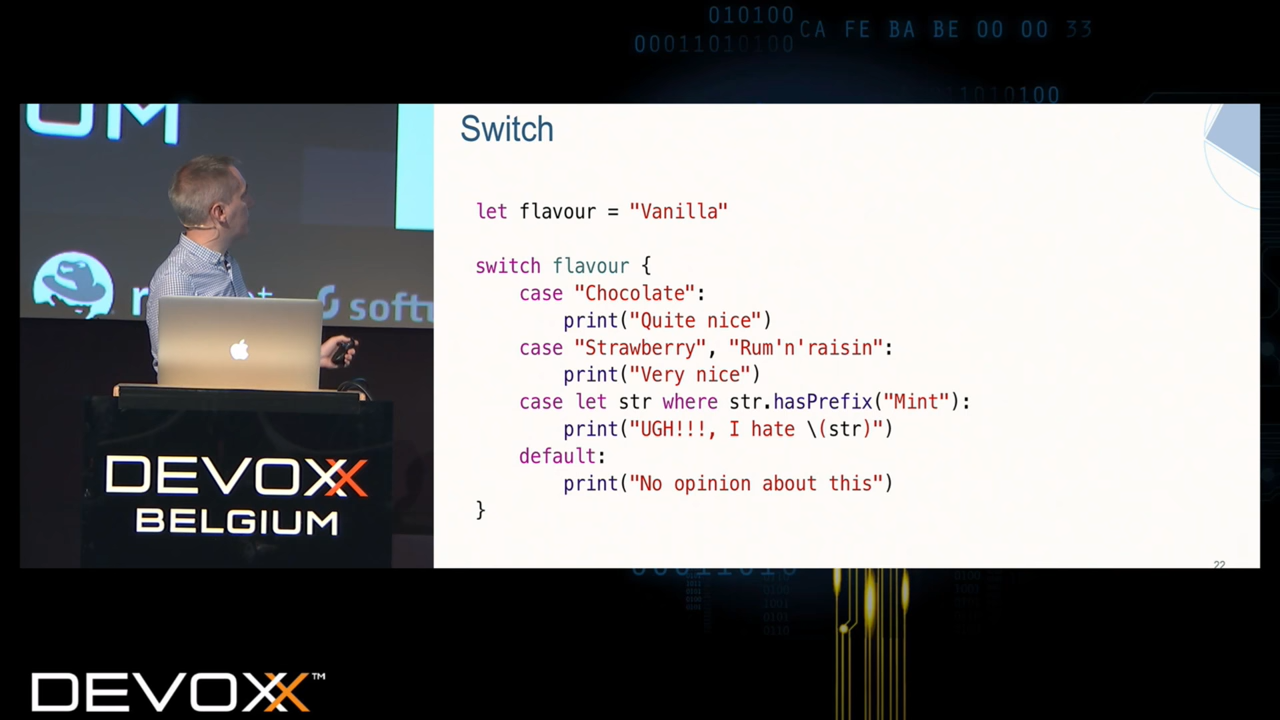 010100
00011010100
CA FE BA BE 00 00 33
1010100
Switch
let flavour = "Vanilla"
switch flavour {
case "Chocolate":
print("Quite nice")
case "Strawberry", "Rum'n'raisin":
print("Very nice")
case let str where str.hasPrefix("Mint"):
print("UGH!!!, I hate \(str)")
default:
print("No opinion about this")
}
22
DEVOXX
BELGIUM
DEVOXX™